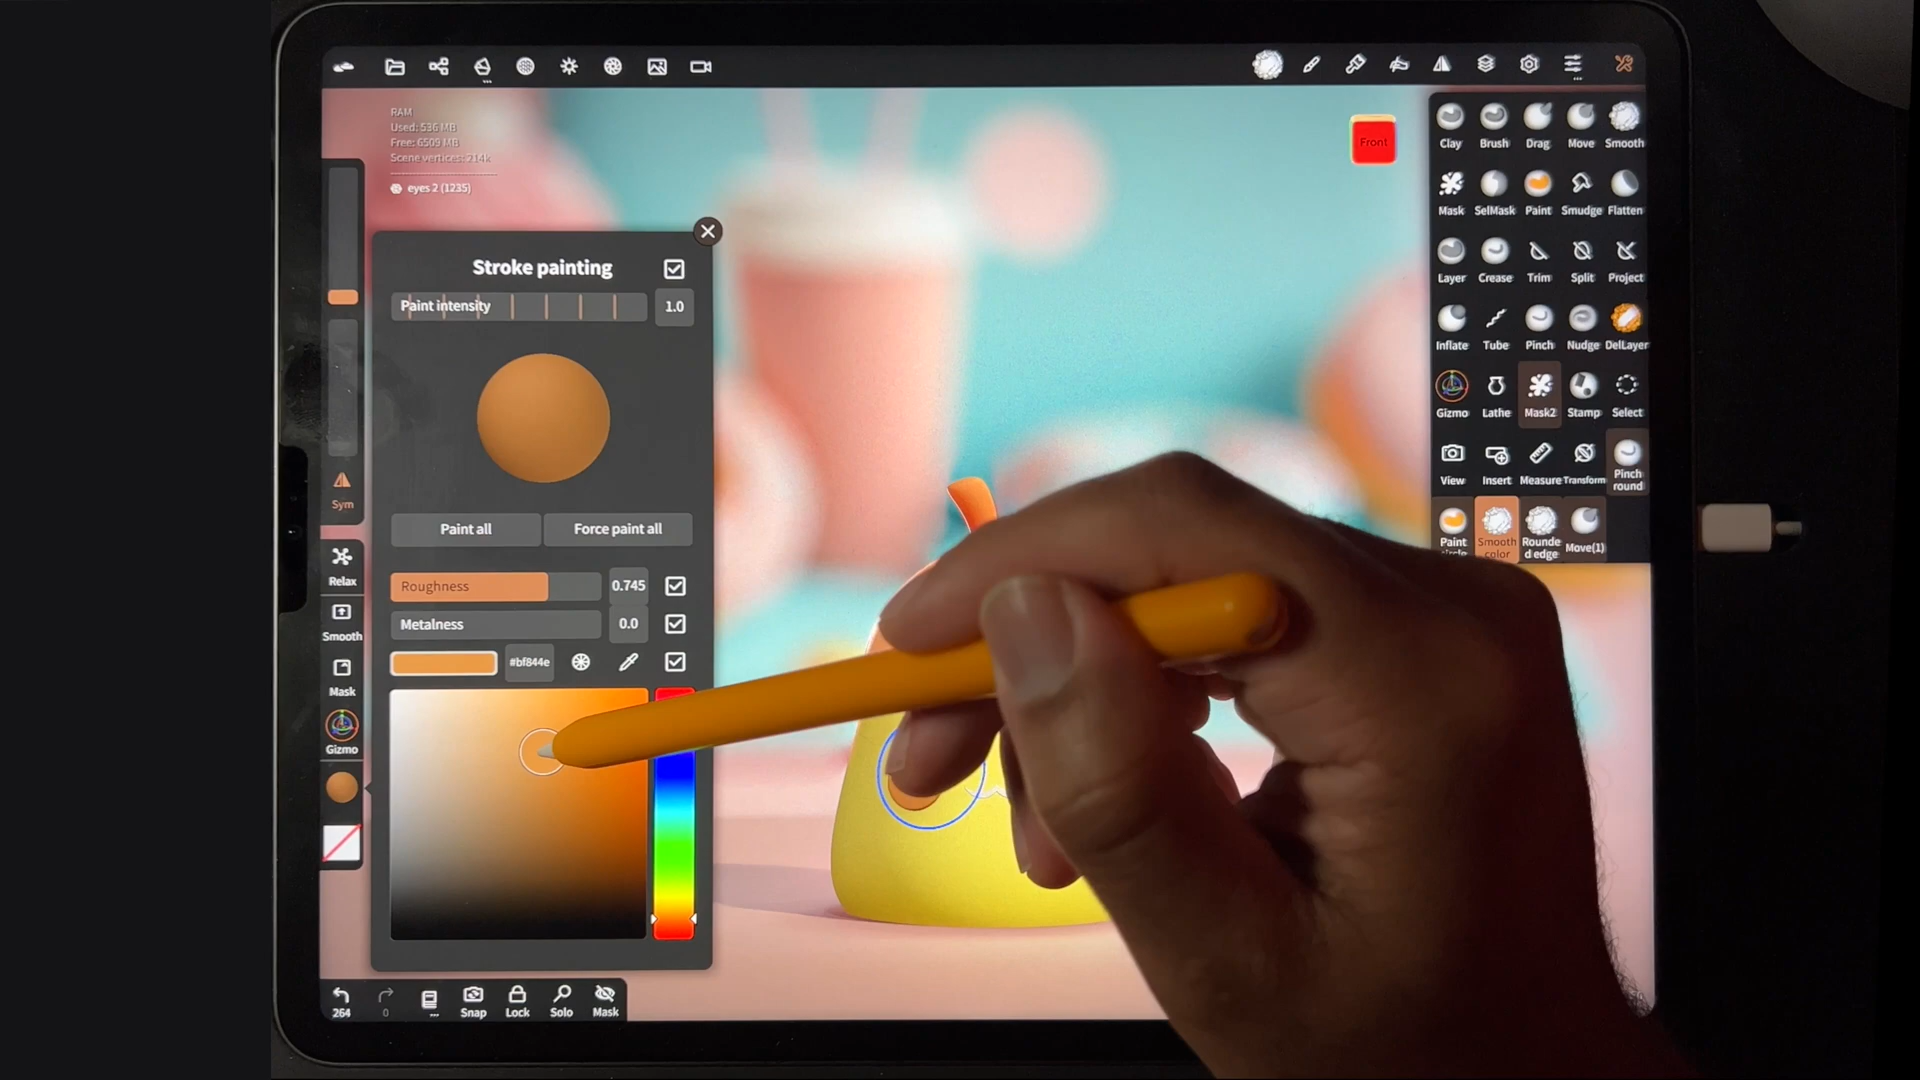 RAM
Used: 536 MB
Free: 6509 MB
Scene vertices: 214k
eyes 2 (1235)
Front
Stroke painting
Paint intensity
1.0
Paint all
Force paint all
Roughness
0.745
Metalness
0.0
#bf844e
Sym
Relax
Smooth
Mask
Gizmo
264
0
Snap
Lock
Solo
Mask
Clay
Brush
Drag
Move
Smooth
Mask
SelMask
Paint
Smudge
Flatten
Layer
Crease
Trim
Split
Project
Inflate
Tube
Pinch
Nudge
DelLayer
Gizmo
Lathe
Mask2
Stamp
Select
View
Insert
Measure
Transform
Pinch
round
Paint
circle
Smooth
color
Rounde
d edge
Move(1)